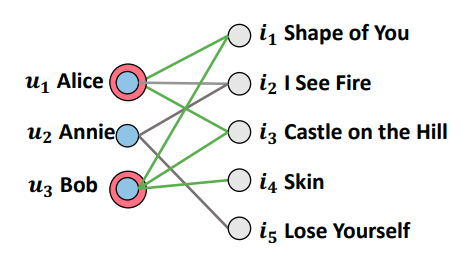 u₁ Alice
u₂ Annie
u₃ Bob
i₁ Shape of You
i₂ I See Fire
i₃ Castle on the Hill
i₄ Skin
i₅ Lose Yourself